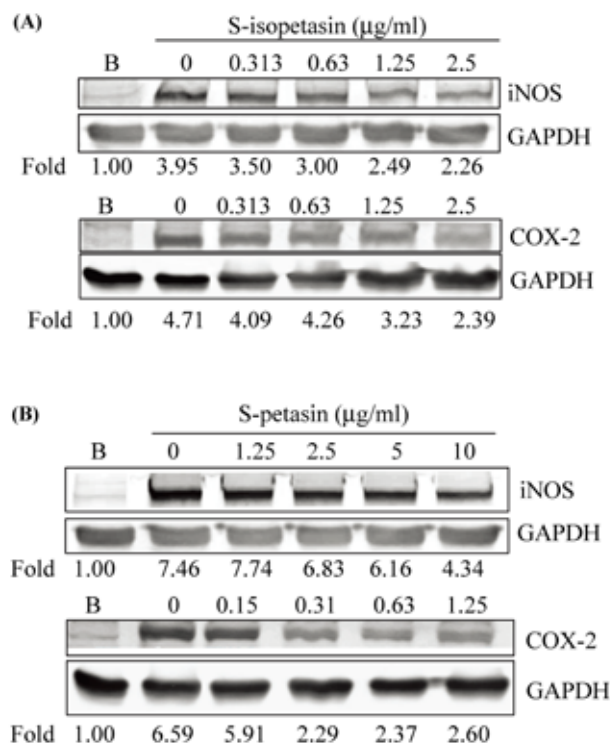 (A)
S-isopetasin (μg/ml)
B 0 0.313 0.63 1.25 2.5
iNOS
GAPDH
Fold 1.00 3.95 3.50 3.00 2.49 2.26
B 0 0.313 0.63 1.25 2.5
COX-2
GAPDH
Fold 1.00 4.71 4.09 4.26 3.23 2.39
(B)
S-petasin (μg/ml)
B 0 1.25 2.5 5 10
iNOS
GAPDH
Fold 1.00 7.46 7.74 6.83 6.16 4.34
B 0 0.15 0.31 0.63 1.25
COX-2
GAPDH
Fold 1.00 6.59 5.91 2.29 2.37 2.60